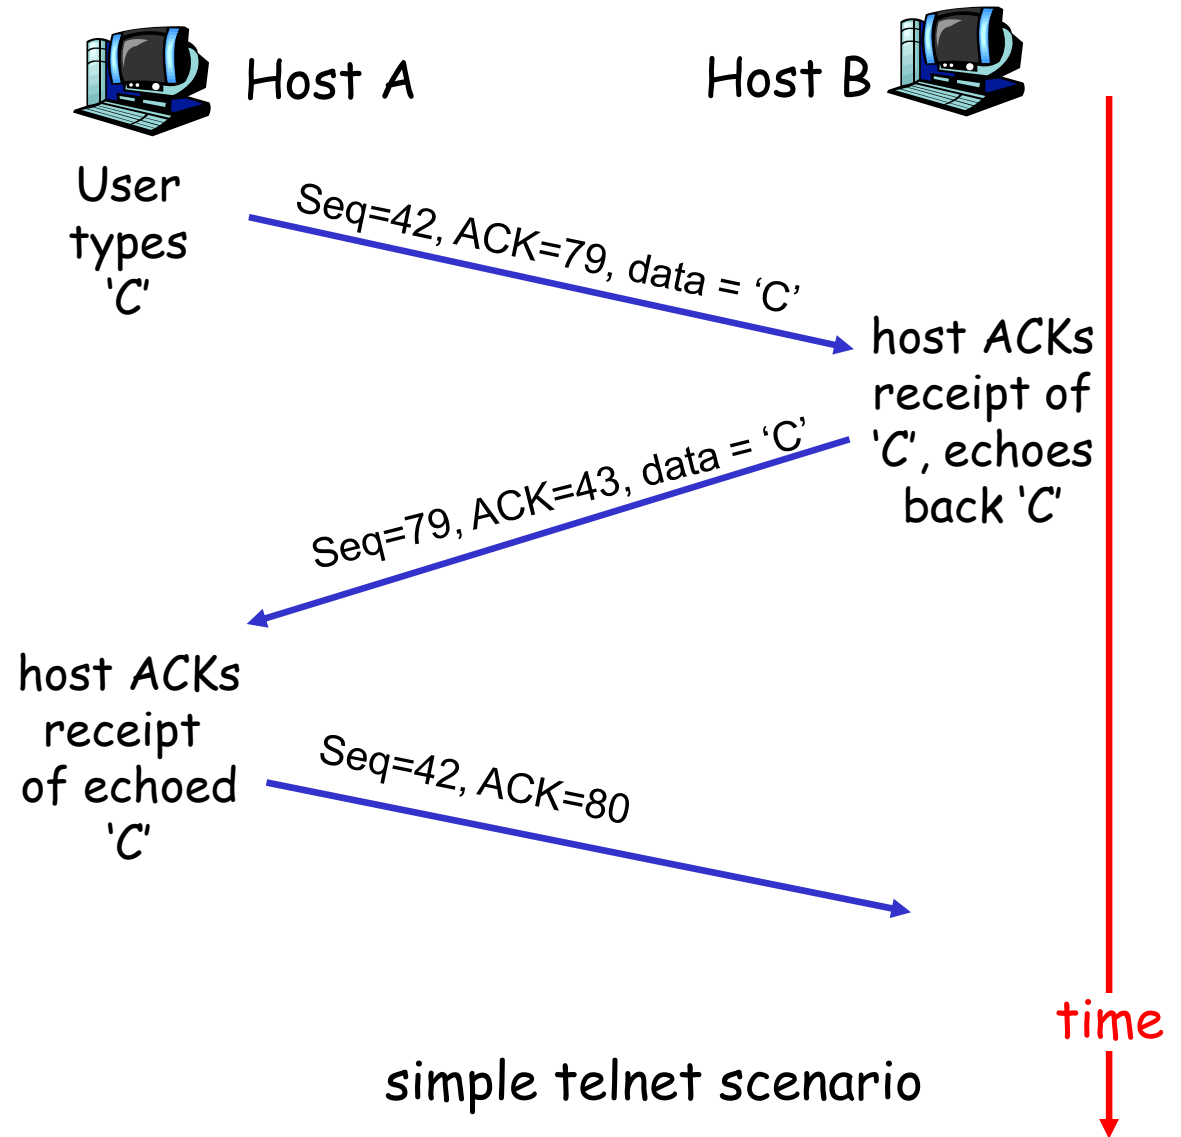 Host A
Host B
User
types
‘C’
Seq=42, ACK=79, data = ‘C’
host ACKs
receipt of
‘C’, echoes
back ‘C’
Seq=79, ACK=43, data = ‘C’
host ACKs
receipt
of echoed
‘C’
Seq=42, ACK=80
time
simple telnet scenario